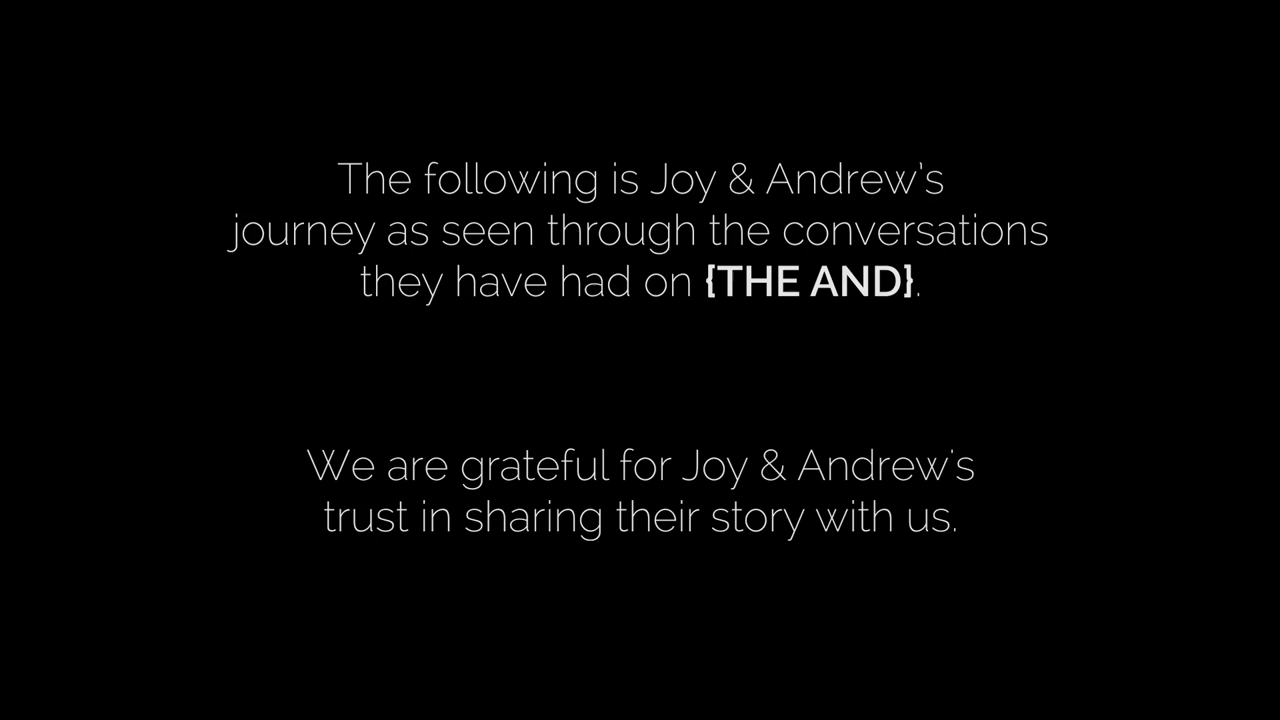 The following is Joy & Andrew's
journey as seen through the conversations
they have had on {THE AND}.
We are grateful for Joy & Andrew's
trust in sharing their story with us.